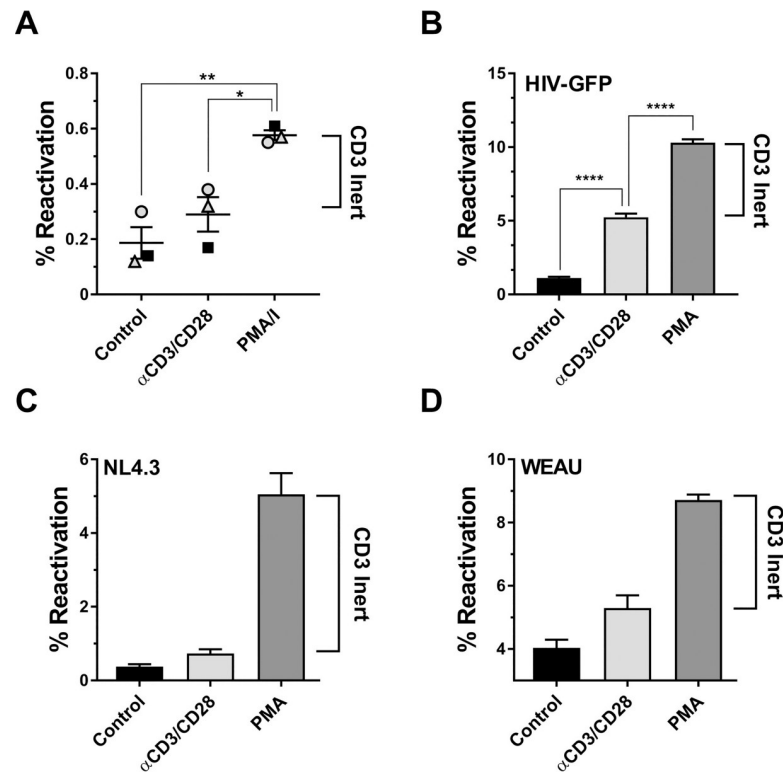 A
% Reactivation
0.8
0.6
0.4
0.2
0.0
**
*
CD3 Inert
Control
αCD3/CD28
PMA/I
B
HIV-GFP
% Reactivation
15
10
5
0
****
****
CD3 Inert
Control
αCD3/CD28
PMA
C
NL4.3
% Reactivation
6
4
2
0
CD3 Inert
Control
αCD3/CD28
PMA
D
WEAU
% Reactivation
10
8
6
4
CD3 Inert
Control
αCD3/CD28
PMA